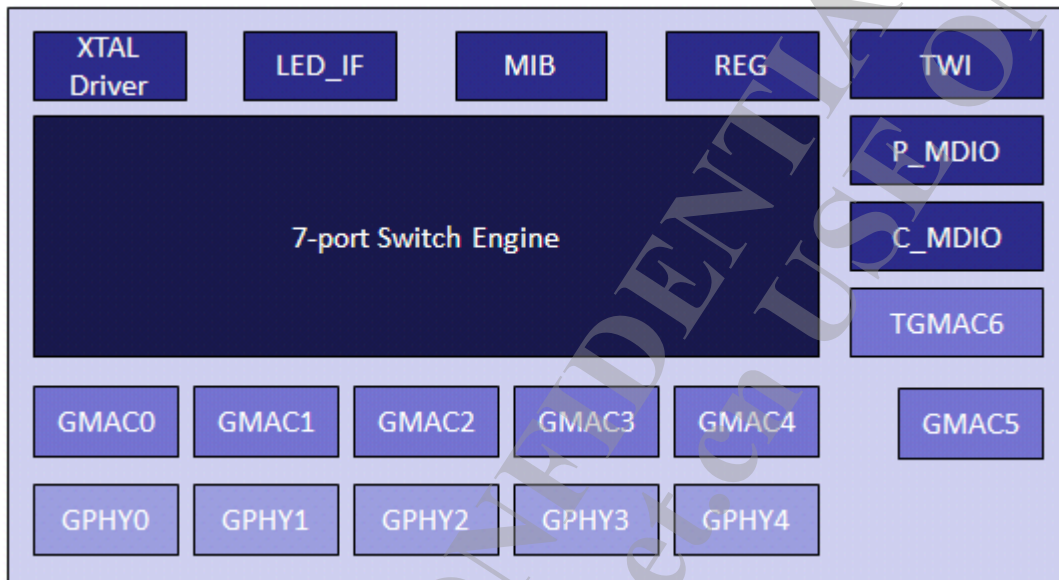 XTAL
Driver
LED_IF
MIB
REG
TWI
P_MDIO
7-port Switch Engine
C_MDIO
TGMAC6
GMAC0
GMAC1
GMAC2
GMAC3
GMAC4
GMAC5
GPHY0
GPHY1
GPHY2
GPHY3
GPHY4